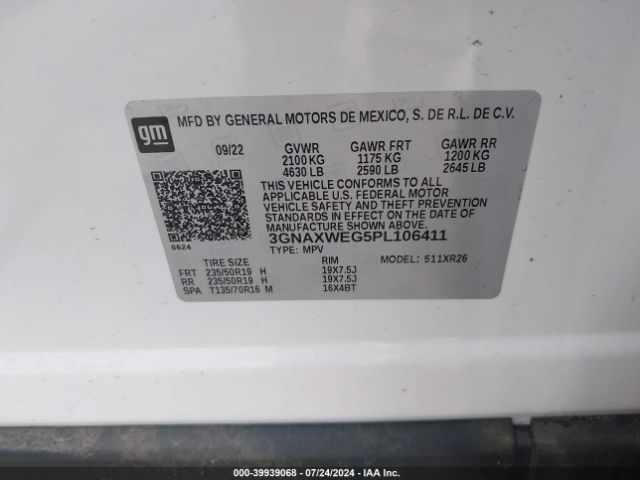 gm
MFD BY GENERAL MOTORS DE MEXICO, S. DE R.L. DE C.V.
09/22 GVWR GAWR FRT GAWR RR
2100 KG 1175 KG 1200 KG
4630 LB 2590 LB 2645 LB
THIS VEHICLE CONFORMS TO ALL
APPLICABLE U.S. FEDERAL MOTOR
VEHICLE SAFETY AND THEFT
PREVENTION STANDARDS IN
EFFECT ON THE DATE OF
MANUFACTURE SHOWN ABOVE.
3GNAXWEG5PL106411
6624
TYPE: MPV MODEL: 511XR26
TIRE SIZE RIM
FRT 235/50R19 H 19X7.5J
RR 235/50R19 H 19X7.5J
SPA T135/70R16 M 16X4BT
000-39939068 - 07/24/2024 - IAA Inc.